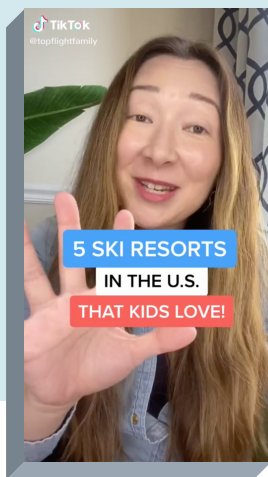 TikTok
@topflightfamily
5 SKI RESORTS
IN THE U.S.
THAT KIDS LOVE!